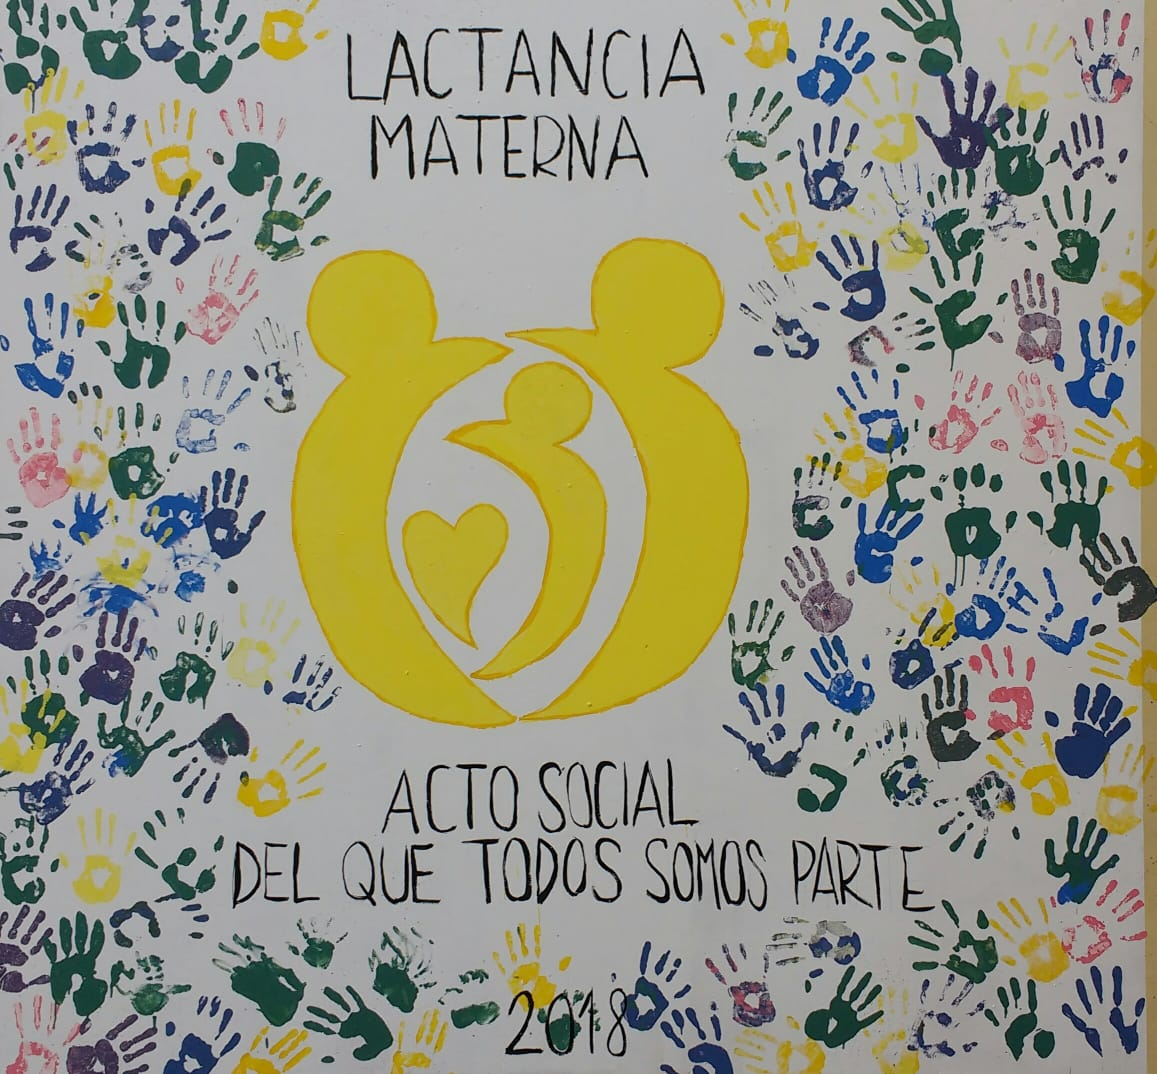 LACTANCIA
MATERNA
ACTO SOCIAL
DEL QUE TODOS SOMOS PARTE
2018